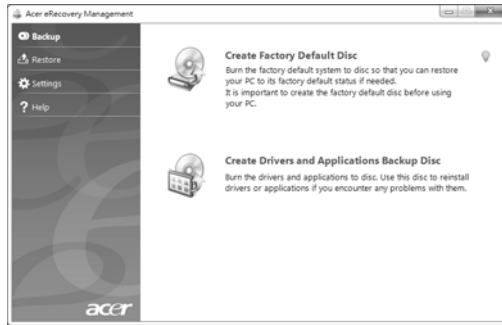 Acer eRecovery Management
Backup
Restore
Settings
Help
Create Factory Default Disc
Burn the factory default system to disc so that you can restore
your PC to its factory default status if needed.
It is important to create the factory default disc before using
your PC.
Create Drivers and Applications Backup Disc
Burn the drivers and applications to disc. Use this disc to reinstall
drivers or applications if you encounter any problems with them.
acer